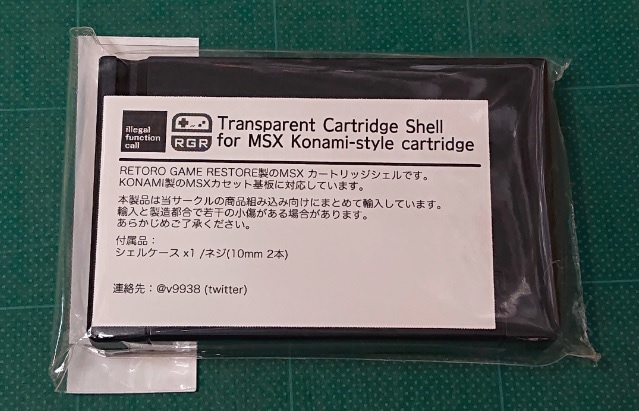 illegal
function
call
RGR
Transparent Cartridge Shell
for MSX Konami-style cartridge
RETORO GAME RESTORE製のMSX カートリッジシェルです。
KONAMi製のMSXカセット基板に対応しています。
本製品は当サークルの商品組み込み向けにまとめて輸入しています。
輸入と製造都合で若干の小傷がある場合があります。
あらかじめご了承ください。
付属品：
シェルケース x1 /ネジ(10mm 2本)
連絡先：@v9938 (twitter)